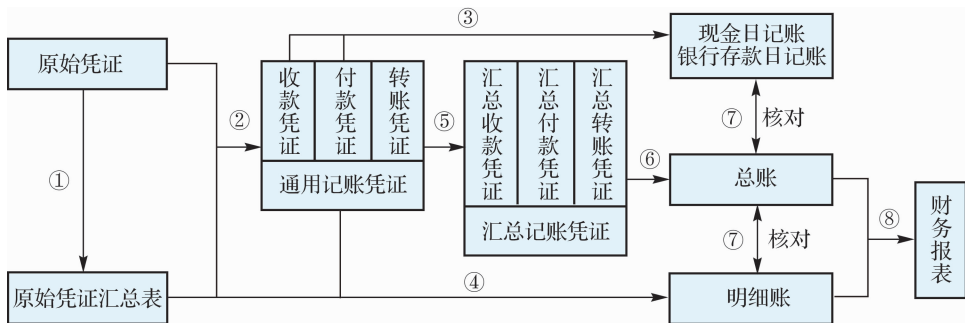 原始凭证
①
原始凭证汇总表
②
收款凭证
付款凭证
转账凭证
通用记账凭证
③
④
⑤
汇总收款凭证
汇总付款凭证
汇总转账凭证
汇总记账凭证
⑥
现金日记账
银行存款日记账
⑦ 核对
总账
⑦ 核对
明细账
⑧
财务报表